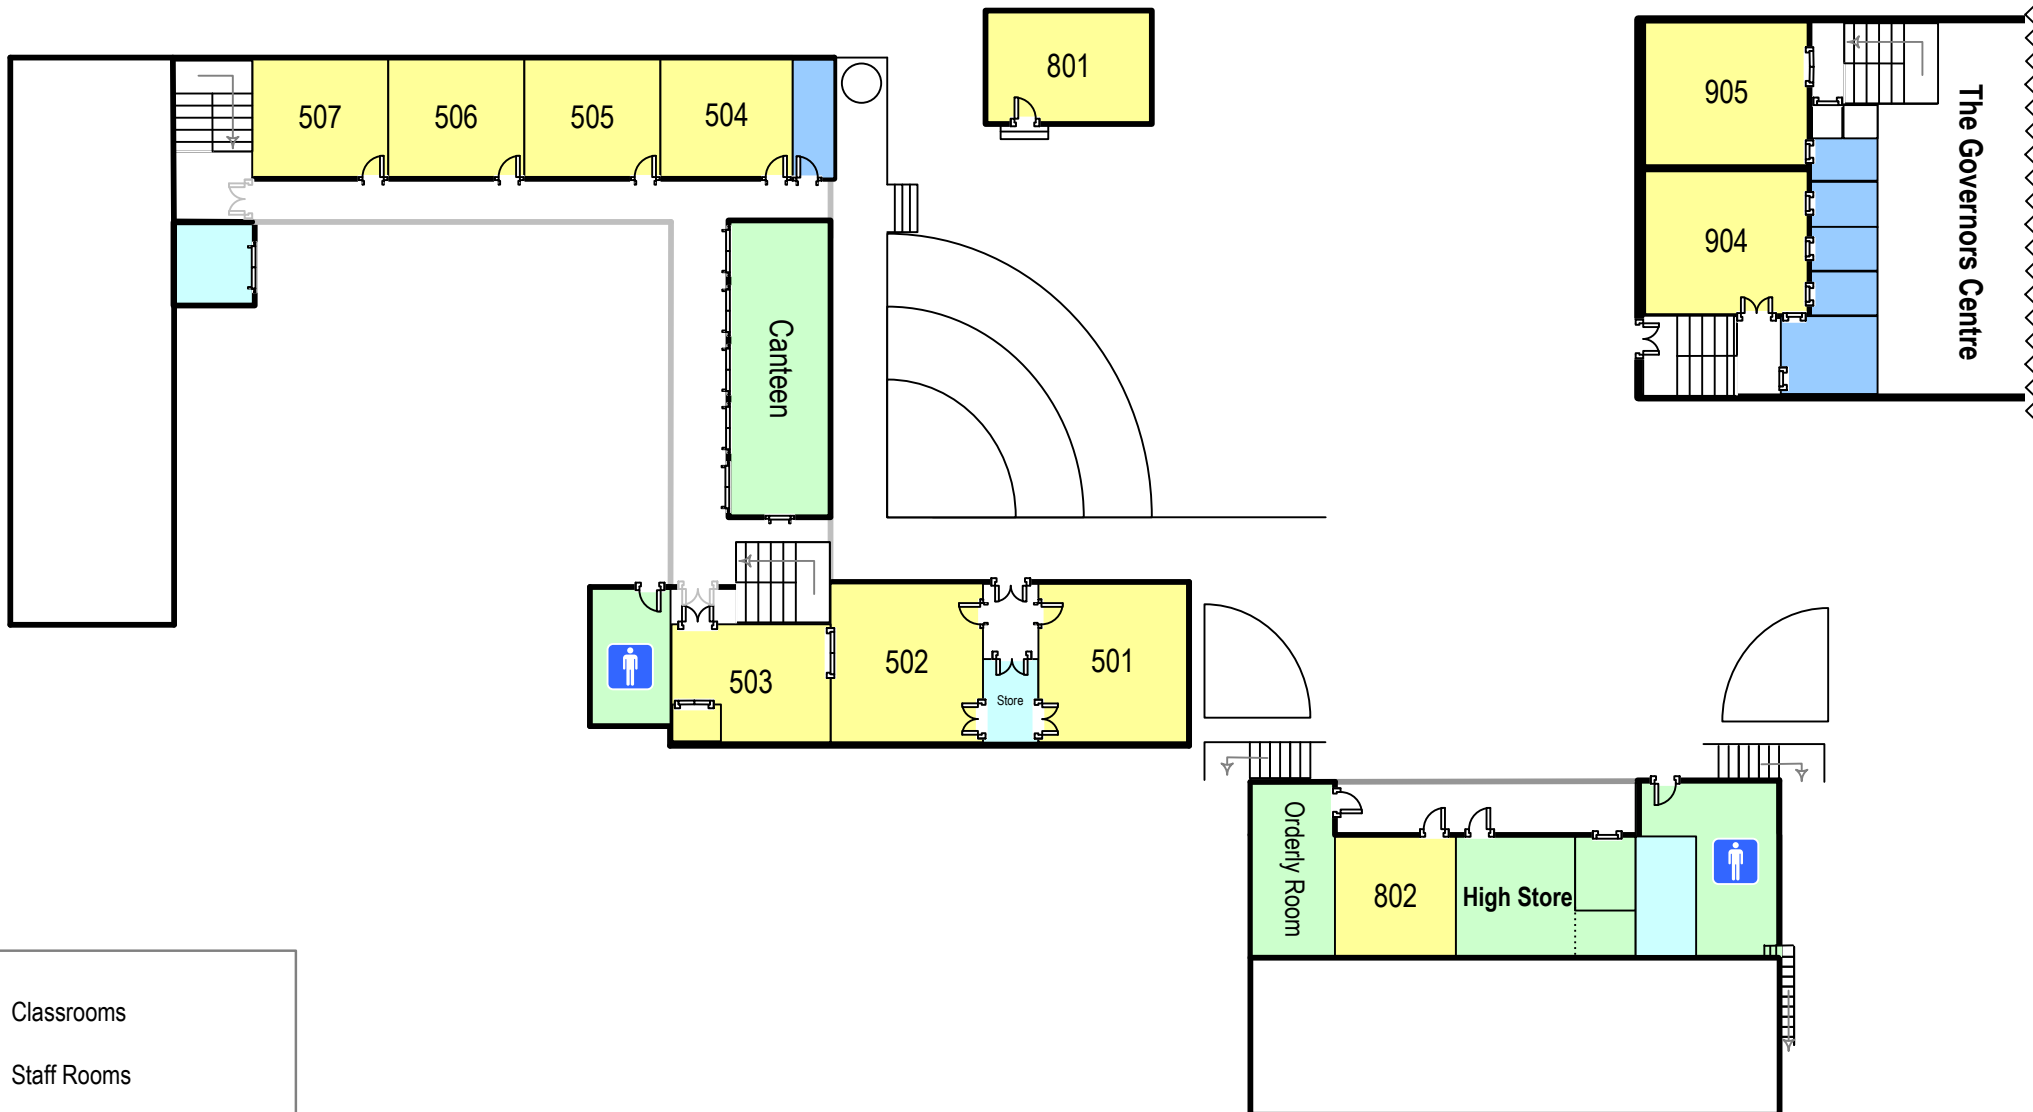 507
506
505
504
801
905
904
The Governors Centre
Canteen
503
502
501
Store
Orderly Room
802
High Store
Classrooms
Staff Rooms